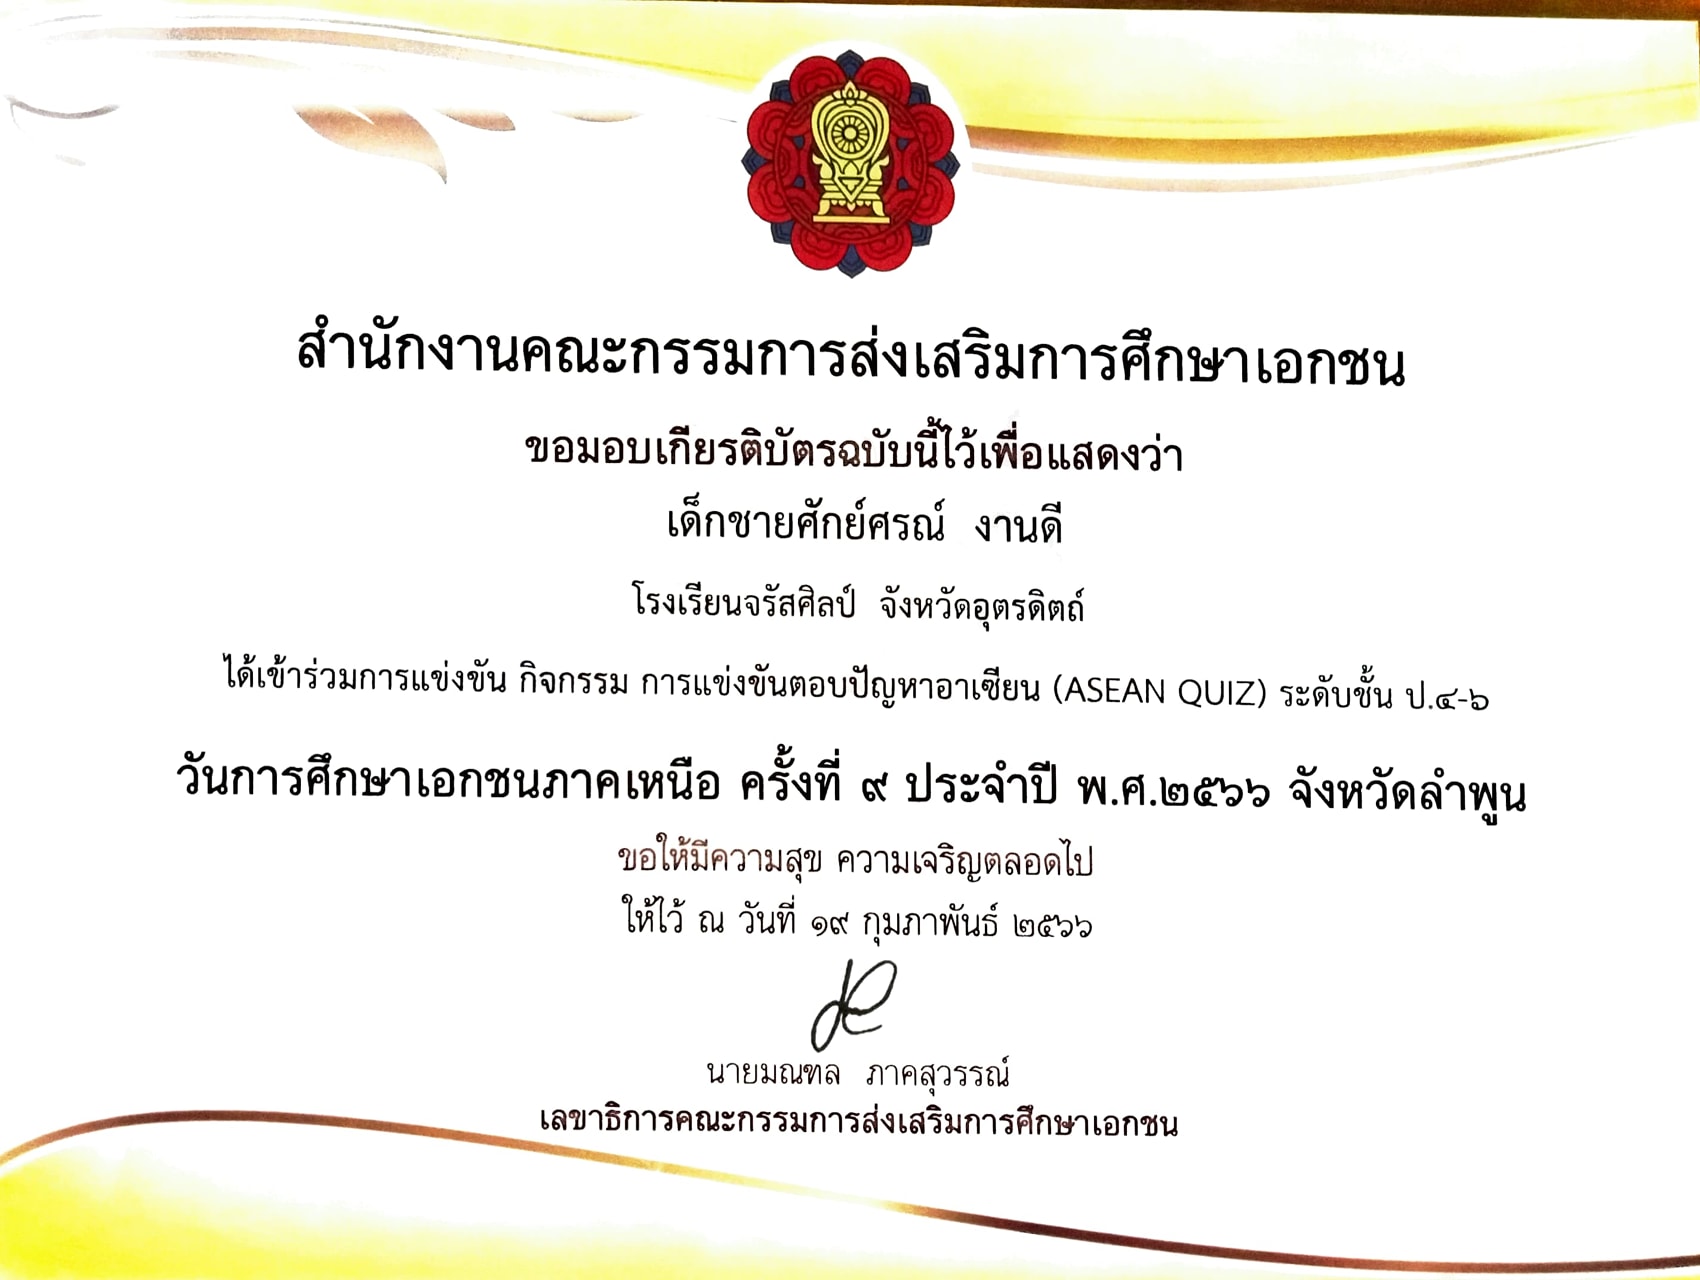 สำนักงานคณะกรรมการส่งเสริมการศึกษาเอกชน
ขอมอบเกียรติบัตรฉบับนี้ไว้เพื่อแสดงว่า
เด็กชายศักย์ศรณ์ งานดี
โรงเรียนจรัสศิลป์ จังหวัดอุตรดิตถ์
ได้เข้าร่วมการแข่งขัน กิจกรรม การแข่งขันตอบปัญหาอาเซียน (ASEAN QUIZ) ระดับชั้น ป.๔-๖
วันการศึกษาเอกชนภาคเหนือ ครั้งที่ ๙ ประจำปี พ.ศ.๒๕๖๖ จังหวัดลำพูน
ขอให้มีความสุข ความเจริญตลอดไป
ให้ไว้ ณ วันที่ ๑๙ กุมภาพันธ์ ๒๕๖๖
นายมณฑล ภาคสุวรรณ์
เลขาธิการคณะกรรมการส่งเสริมการศึกษาเอกชน